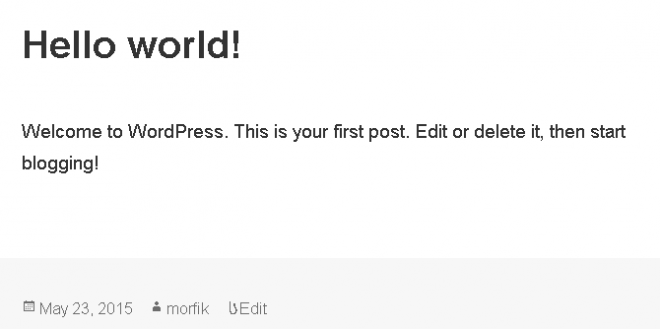 Hello world!
Welcome to WordPress. This is your first post. Edit or delete it, then start
blogging!
May 23, 2015 morfik Edit